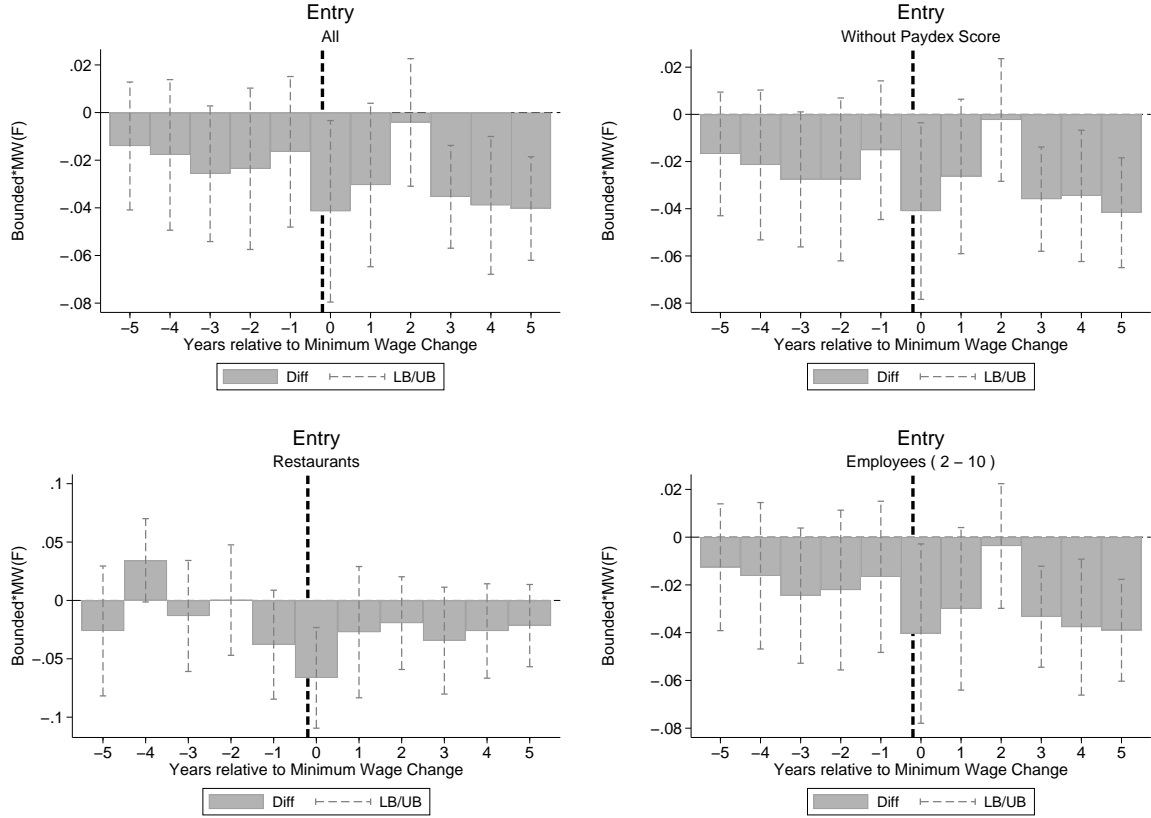 Entry
All
.02
0
−.02
−.04
−.06
−.08
Bounded*MW(F)
−5 −4 −3 −2 −1 0 1 2 3 4 5
Years relative to Minimum Wage Change
Diff LB/UB
Entry
Without Paydex Score
.02
0
−.02
−.04
−.06
−.08
Bounded*MW(F)
−5 −4 −3 −2 −1 0 1 2 3 4 5
Years relative to Minimum Wage Change
Diff LB/UB
Entry
Restaurants
.1
.05
0
−.05
−.1
Bounded*MW(F)
−5 −4 −3 −2 −1 0 1 2 3 4 5
Years relative to Minimum Wage Change
Diff LB/UB
Entry
Employees ( 2 − 10 )
.02
0
−.02
−.04
−.06
−.08
Bounded*MW(F)
−5 −4 −3 −2 −1 0 1 2 3 4 5
Years relative to Minimum Wage Change
Diff LB/UB